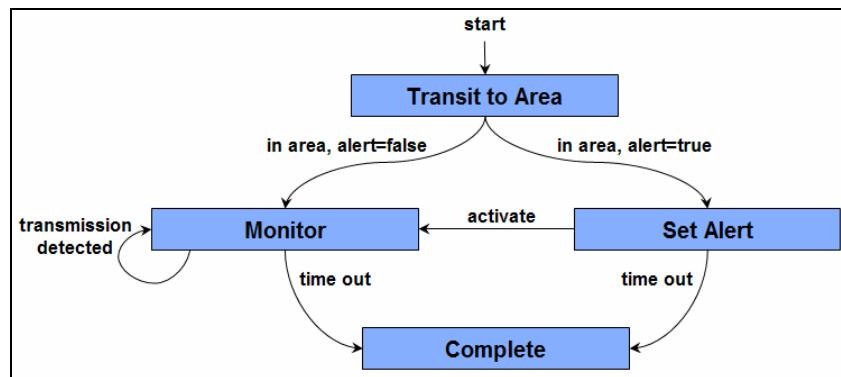 start
Transit to Area
in area, alert=false
in area, alert=true
transmission
detected
Monitor
activate
Set Alert
time out
time out
Complete